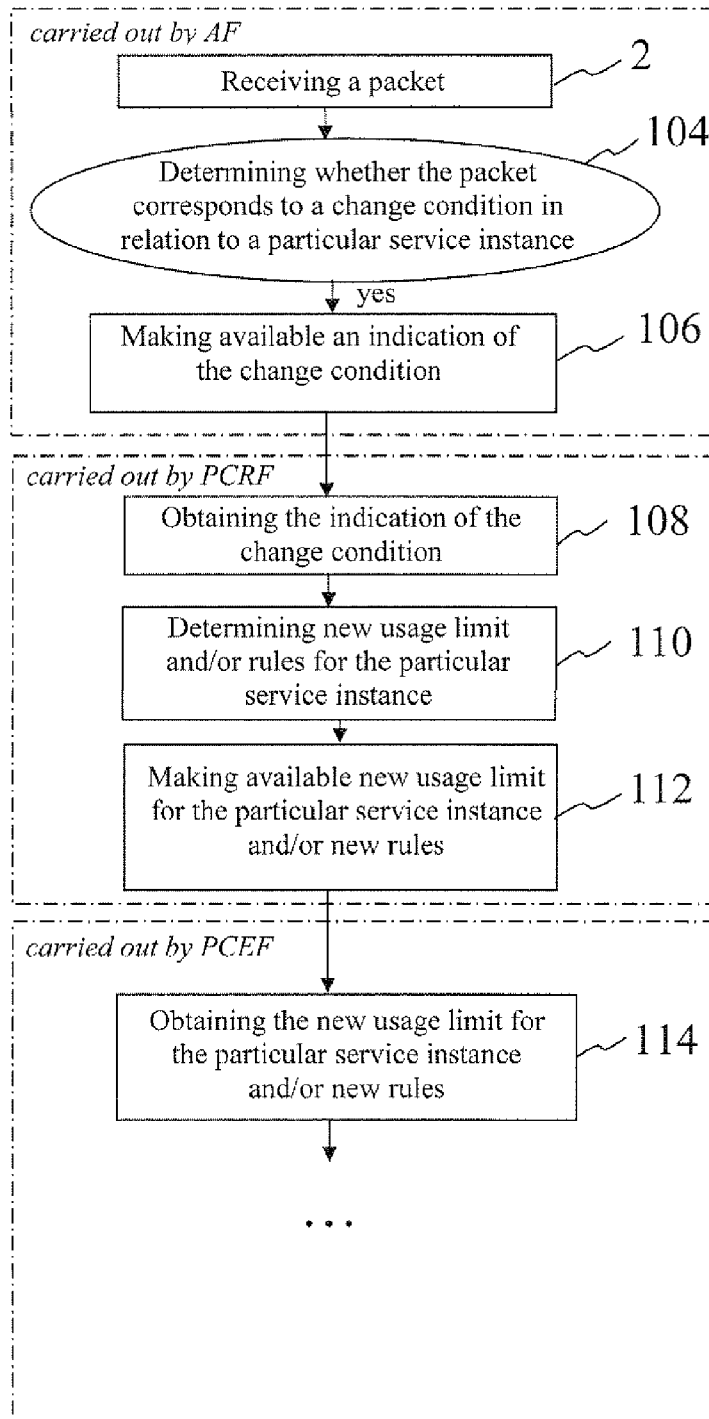 carried out by AF
Receiving a packet
2
104
Determining whether the packet
corresponds to a change condition in
relation to a particular service instance
yes
Making available an indication of
the change condition
106
carried out by PCRF
Obtaining the indication of the
change condition
108
Determining new usage limit
and/or rules for the particular
service instance
110
Making available new usage limit
for the particular service instance
and/or new rules
112
carried out by PCEF
Obtaining the new usage limit for
the particular service instance
and/or new rules
114
...